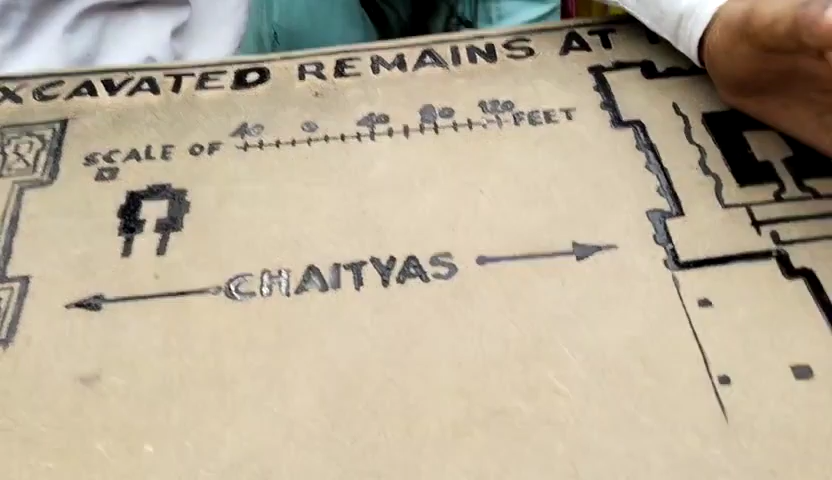 XCAVATED REMAINS AT
40 0 40 80 120
SCALE OF FEET
CHAITYAS